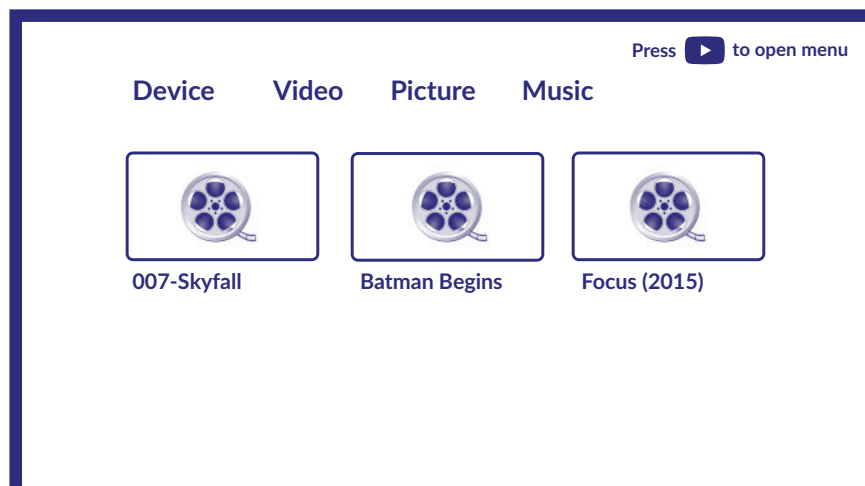 Press to open menu
Device Video Picture Music
007-Skyfall Batman Begins Focus (2015)